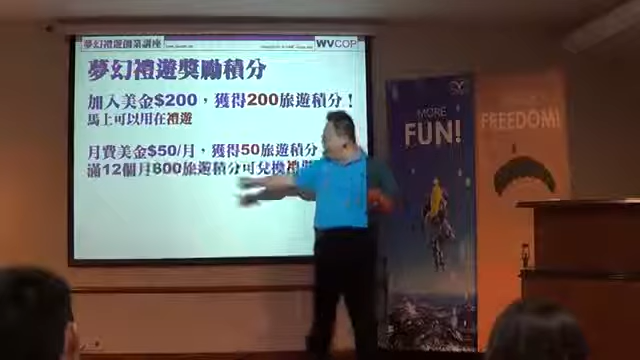 夢幻禮遊創業講座
WVCOP
夢幻禮遊獎勵積分
加入美金$200，獲得200旅遊積分！
馬上可以用在禮遊
月費美金$50/月，獲得50旅遊積分
滿12個月800旅遊積分可兌換禮
MORE
FUN!
FREEDOM!